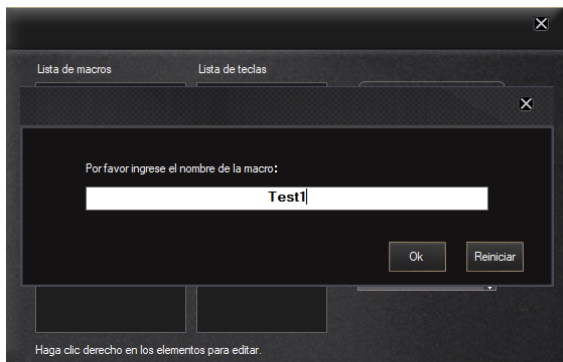 Lista de macros
Lista de teclas
Por favor ingrese el nombre de la macro:
Test1
Ok
Reiniciar
Haga clic derecho en los elementos para editar.